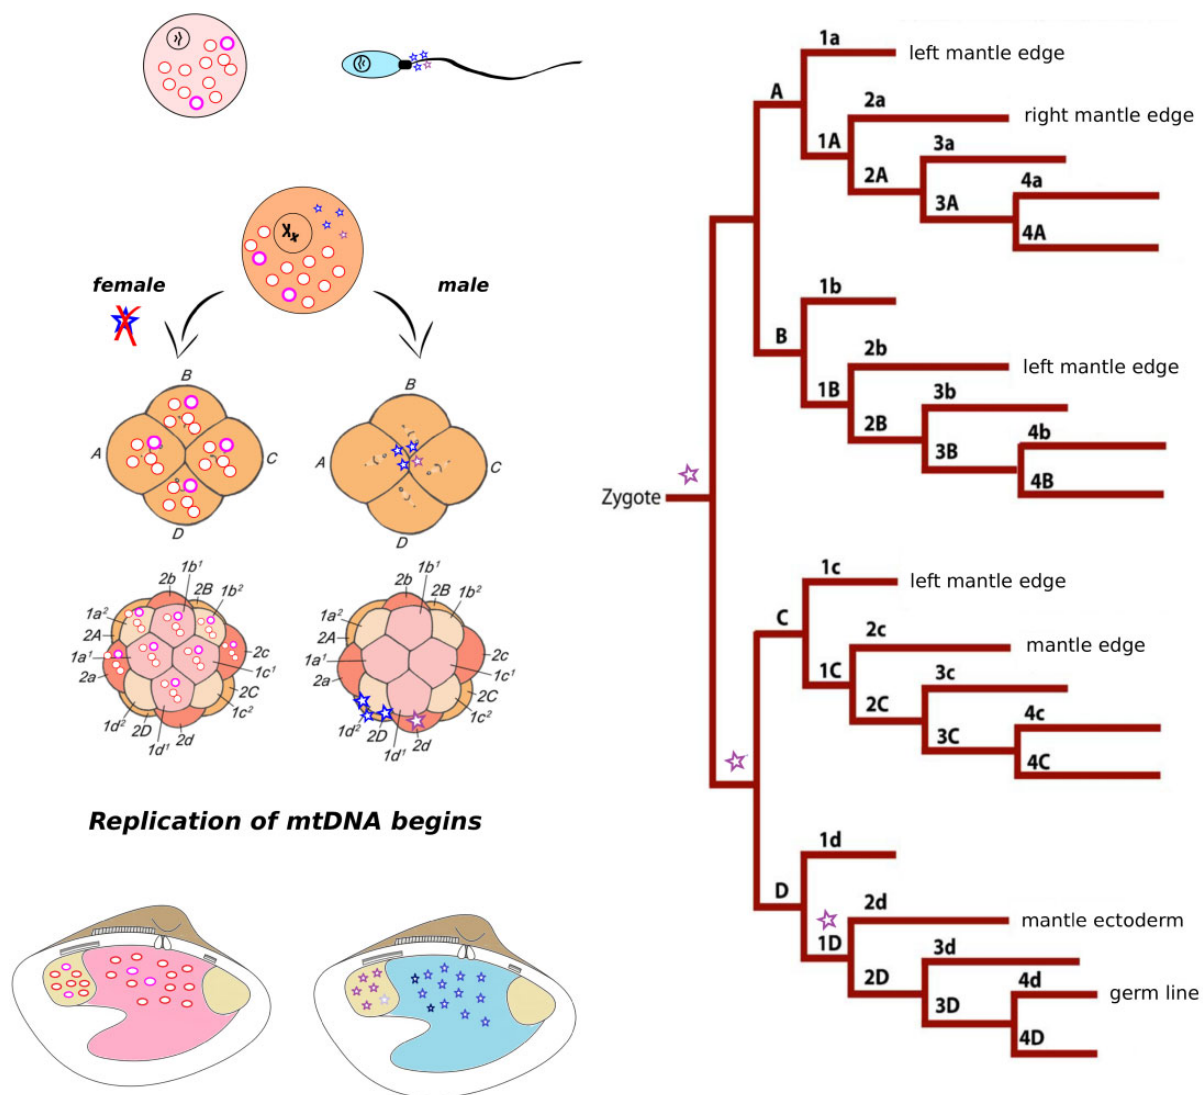 female
male
B
A
C
D
B
A
C
D
1b¹
2b
2B
1b²
1a²
2A
1a¹
2a
2c
1c¹
2C
1c²
1d²
2D
2d
1d¹
1b¹
2b
2B
1b²
1a²
2A
1a¹
2a
2c
1c¹
2C
1c²
1d²
2D
2d
1d¹
Replication of mtDNA begins
Zygote
1a
left mantle edge
A
2a
right mantle edge
1A
3a
2A
4a
3A
4A
1b
B
2b
left mantle edge
1B
3b
2B
4b
3B
4B
1c
left mantle edge
C
2c
mantle edge
1C
3c
2C
4c
3C
4C
1d
D
2d
mantle ectoderm
1D
3d
2D
4d
germ line
3D
4D